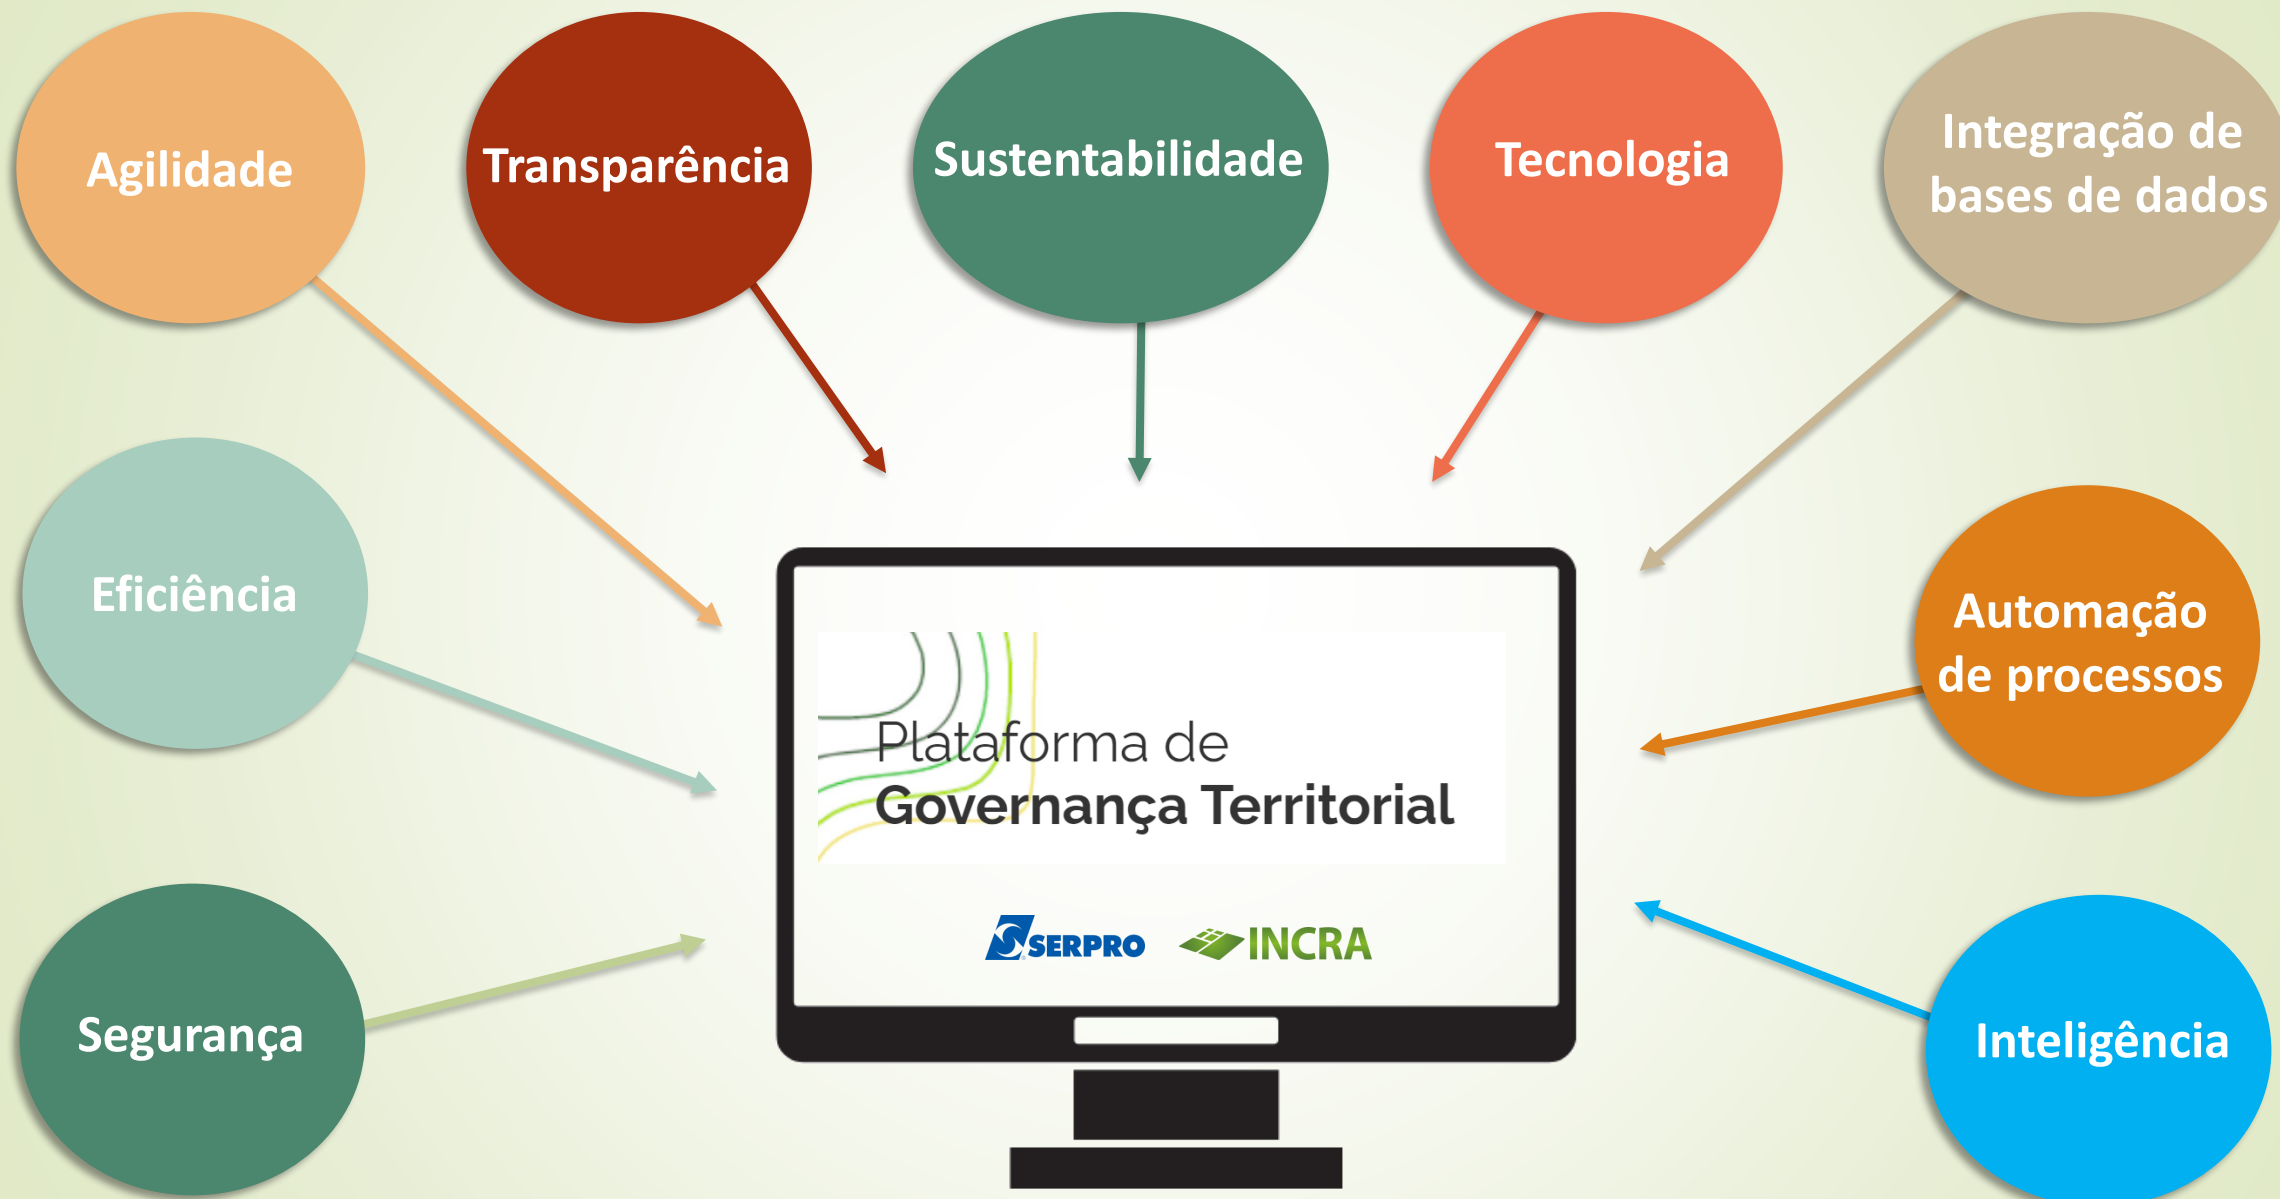 Agilidade
Transparência
Sustentabilidade
Tecnologia
Integração de
bases de dados
Eficiência
Automação
de processos
Plataforma de
Governança Territorial
SERPRO
INCRA
Segurança
Inteligência